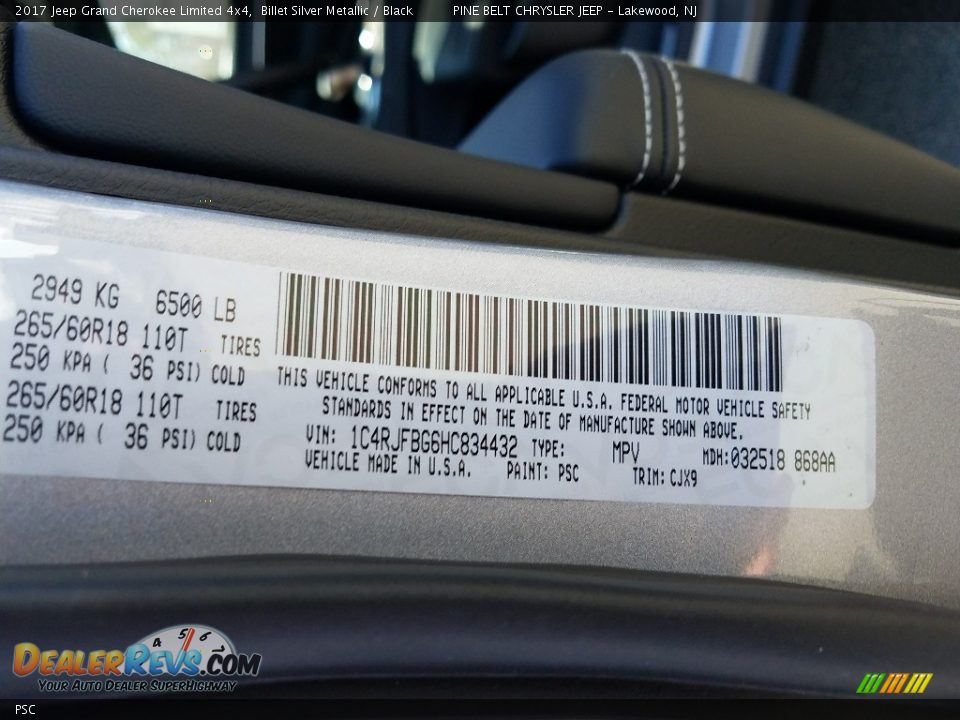 2017 Jeep Grand Cherokee Limited 4x4, Billet Silver Metallic / Black PINE BELT CHRYSLER JEEP - Lakewood, NJ
2949 KG 6500 LB
265/60R18 110T TIRES
250 KPA ( 36 PSI) COLD
265/60R18 110T TIRES
250 KPA ( 36 PSI) COLD
THIS VEHICLE CONFORMS TO ALL APPLICABLE U.S.A. FEDERAL MOTOR VEHICLE SAFETY
STANDARDS IN EFFECT ON THE DATE OF MANUFACTURE SHOWN ABOVE.
VIN: 1C4RJFBG6HC834432 TYPE: MPV MDH:032518 868AA
VEHICLE MADE IN U.S.A. PAINT: PSC TRIM: CJX9
4 5 6
DEALERREVS.COM
YOUR AUTO DEALER SUPERHIGHWAY
PSC